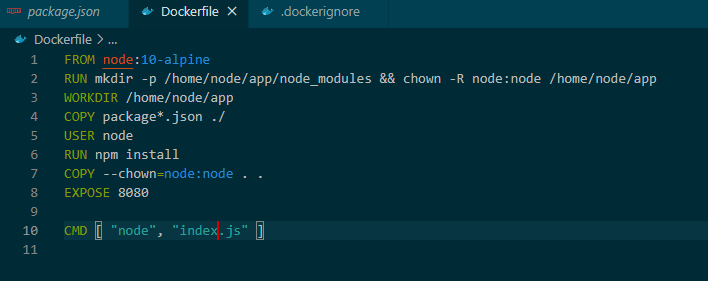 package.json Dockerfile .dockerignore
Dockerfile > ...
1 FROM node:10-alpine
2 RUN mkdir -p /home/node/app/node_modules && chown -R node:node /home/node/app
3 WORKDIR /home/node/app
4 COPY package*.json ./
5 USER node
6 RUN npm install
7 COPY --chown=node:node . .
8 EXPOSE 8080
9
10 CMD [ "node", "index.js" ]
11